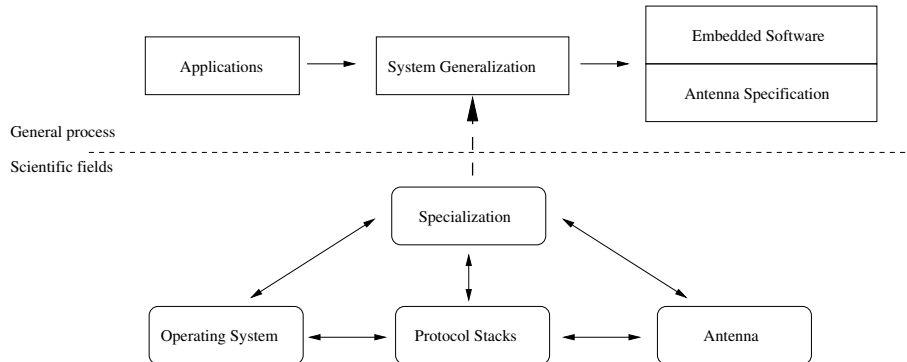 Embedded Software
Applications
System Generalization
Antenna Specification
General process
Scientific fields
Specialization
Operating System
Protocol Stacks
Antenna